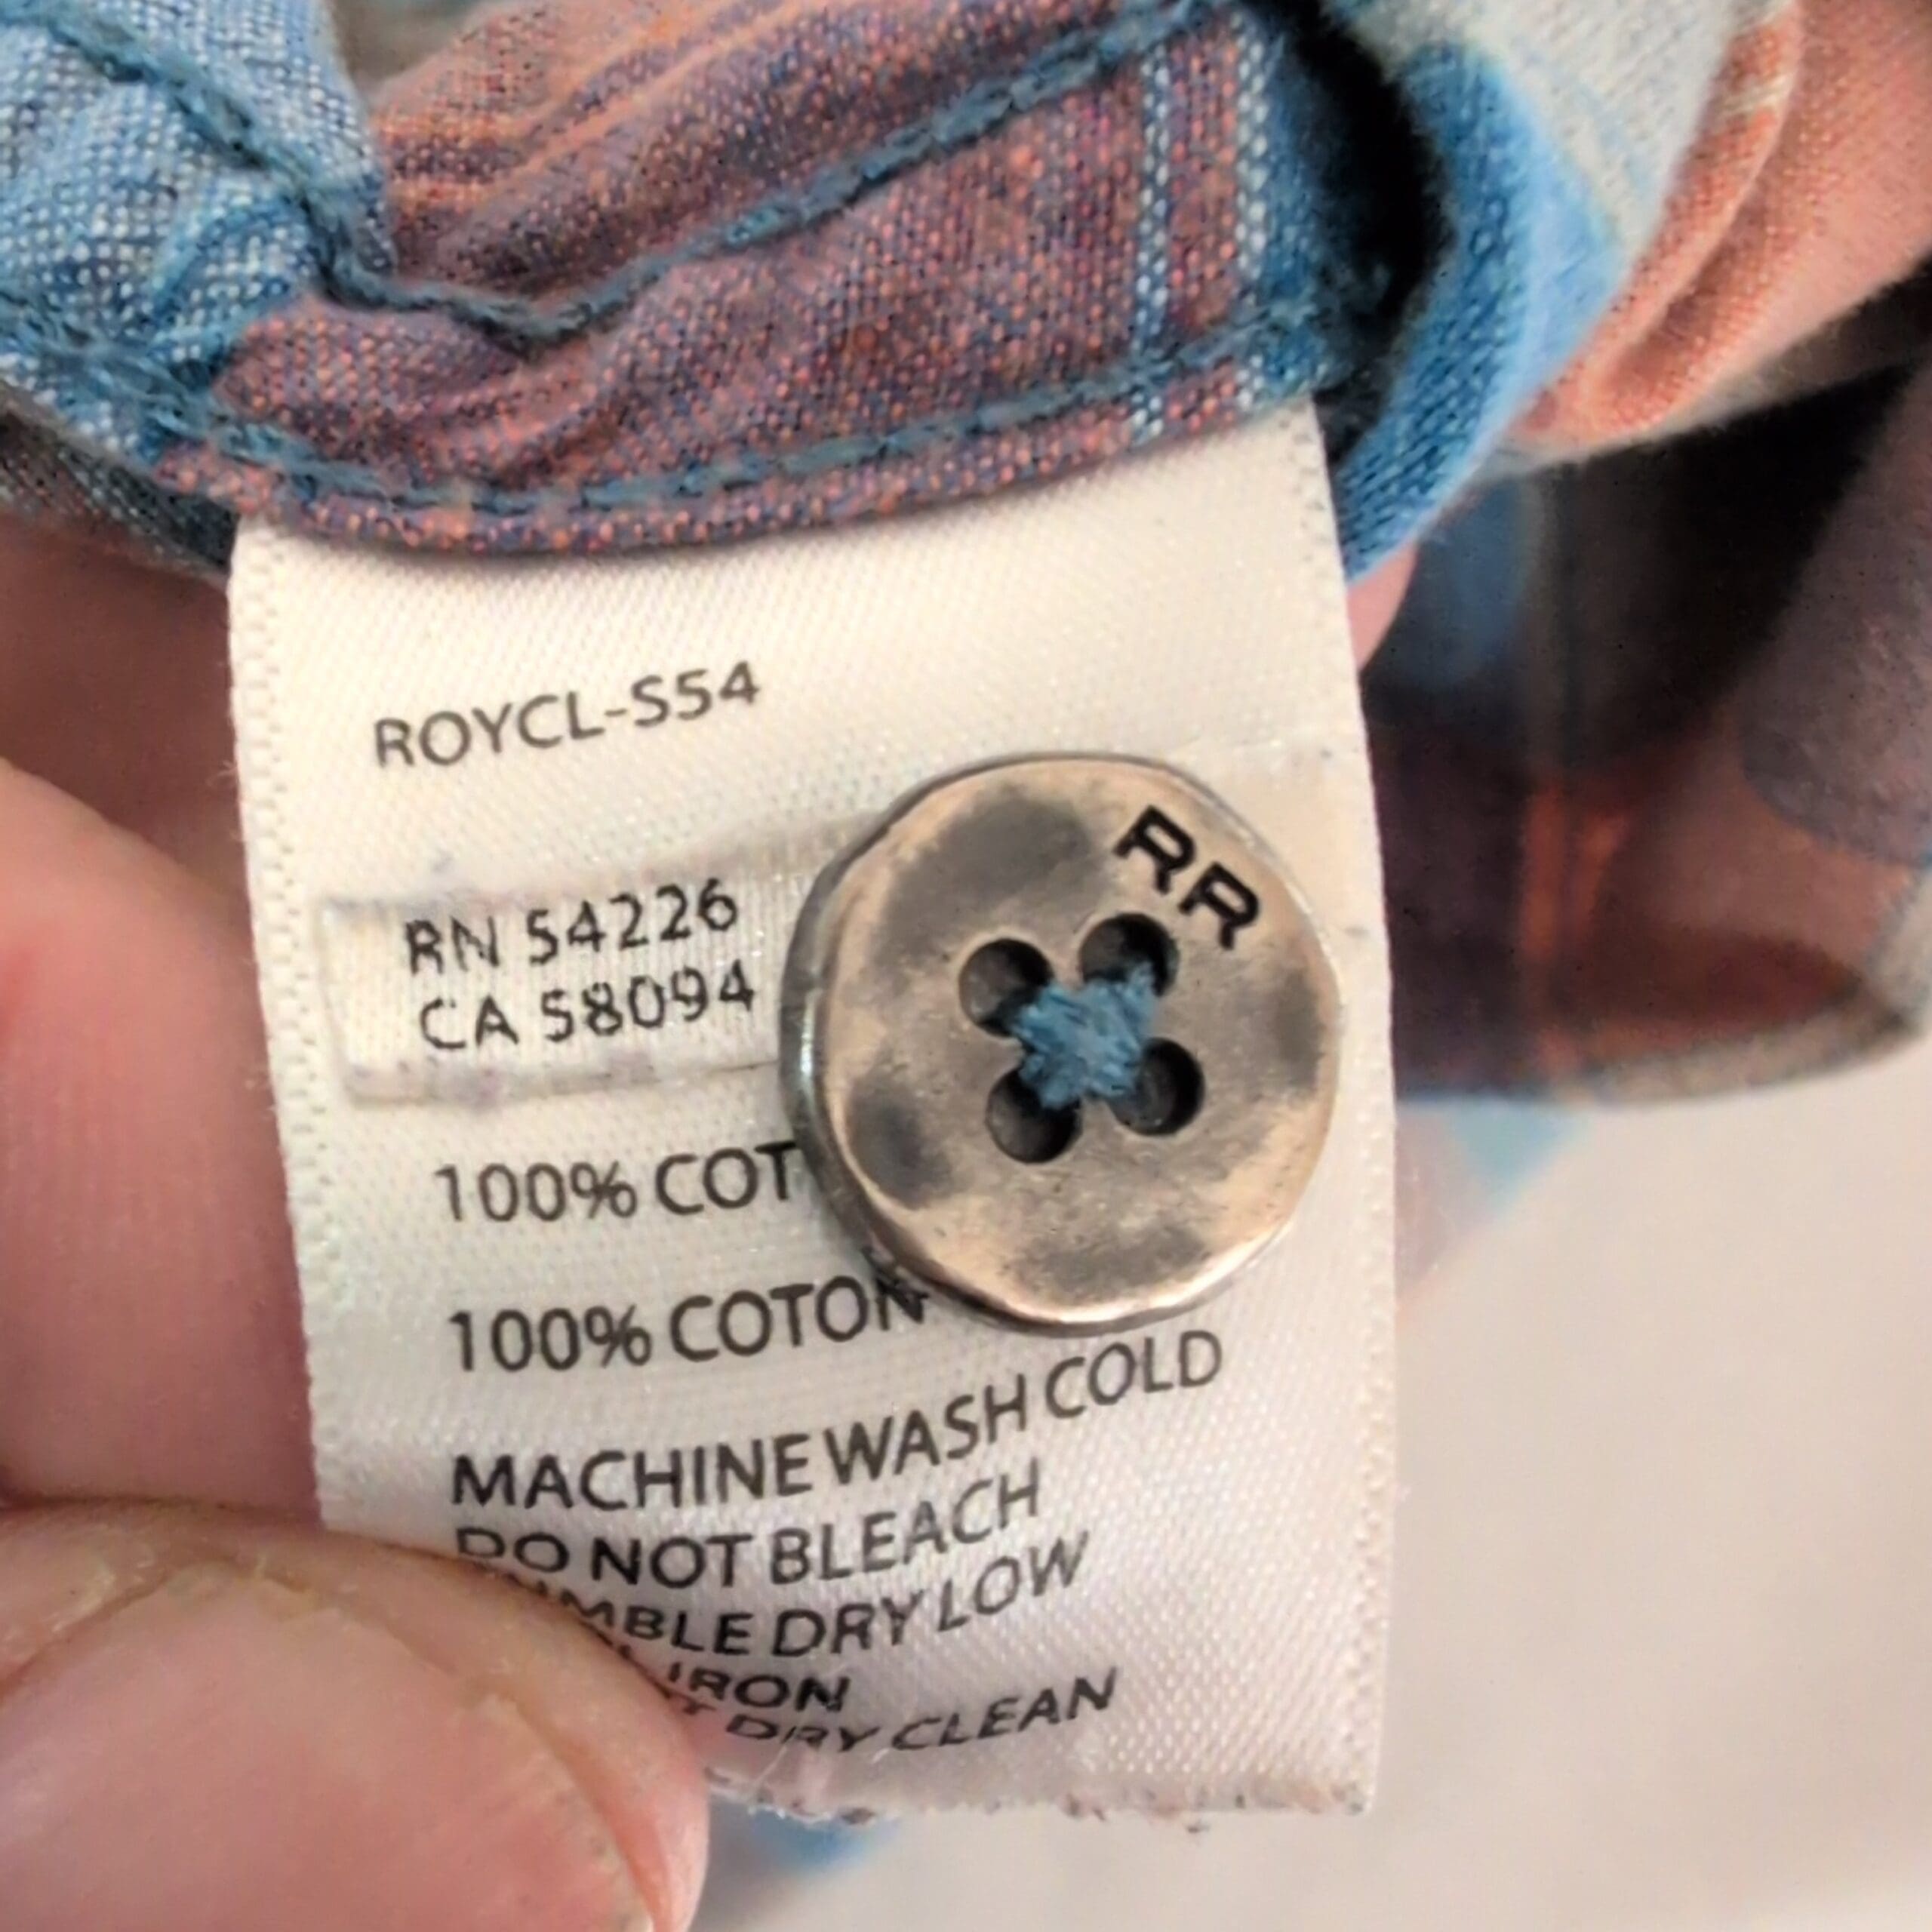 ROYCL-S54
RR
RN 54226
CA 58094
100% COT
100% COTON
MACHINE WASH COLD
DO NOT BLEACH
MBLE DRY LOW
IRON
DRY CLEAN